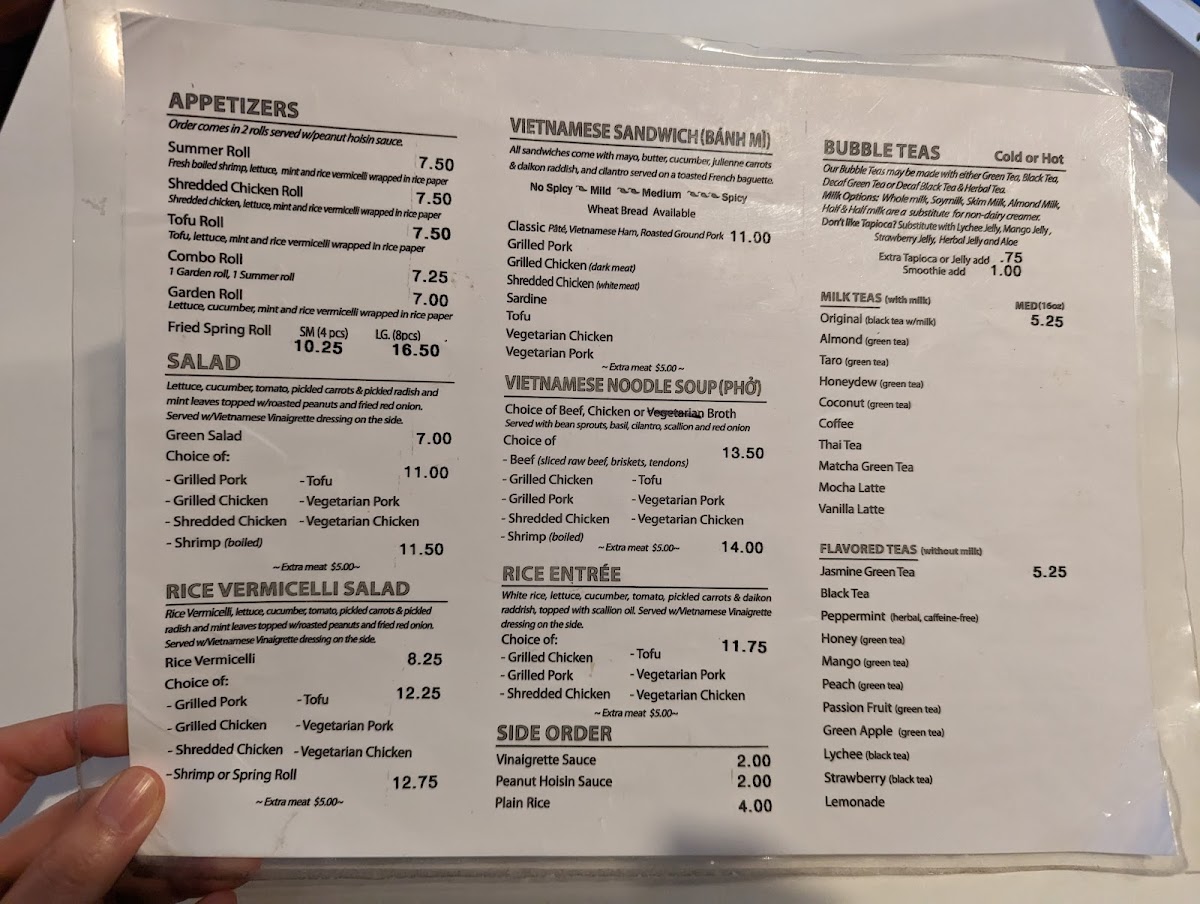 APPETIZERS
Order comes in 2 rolls served w/peanut hoisin sauce.
Summer Roll 7.50
Fresh boiled shrimp, lettuce, mint and rice vermicelli wrapped in rice paper
Shredded Chicken Roll 7.50
Shredded chicken, lettuce, mint and rice vermicelli wrapped in rice paper
Tofu Roll 7.50
Tofu, lettuce, mint and rice vermicelli wrapped in rice paper
Combo Roll
1 Garden roll, 1 Summer roll 7.25
Garden Roll 7.00
Lettuce, cucumber, mint and rice vermicelli wrapped in rice paper
Fried Spring Roll SM (4 pcs) LG. (8pcs)
10.25 16.50
SALAD
Lettuce, cucumber, tomato, pickled carrots & pickled radish and
mint leaves topped w/roasted peanuts and fried red onion.
Served w/Vietnamese Vinaigrette dressing on the side.
Green Salad 7.00
Choice of: 11.00
- Grilled Pork - Tofu
- Grilled Chicken - Vegetarian Pork
- Shredded Chicken - Vegetarian Chicken
- Shrimp (boiled) 11.50
~ Extra meat $5.00~
RICE VERMICELLI SALAD
Rice Vermicelli, lettuce, cucumber, tomato, pickled carrots & pickled
radish and mint leaves topped w/roasted peanuts and fried red onion.
Served w/Vietnamese Vinaigrette dressing on the side.
Rice Vermicelli 8.25
Choice of: 12.25
- Grilled Pork - Tofu
- Grilled Chicken - Vegetarian Pork
- Shredded Chicken - Vegetarian Chicken
- Shrimp or Spring Roll 12.75
~ Extra meat $5.00~
VIETNAMESE SANDWICH (BÁNH MÌ)
All sandwiches come with mayo, butter, cucumber, julienne carrots
& daikon raddish, and cilantro served on a toasted French baguette.
No Spicy ~ Mild ~~ Medium ~~~ Spicy
Wheat Bread Available
Classic Pâté, Vietnamese Ham, Roasted Ground Pork 11.00
Grilled Pork
Grilled Chicken (dark meat)
Shredded Chicken (white meat)
Sardine
Tofu
Vegetarian Chicken
Vegetarian Pork
~ Extra meat $5.00 ~
VIETNAMESE NOODLE SOUP (PHỞ)
Choice of Beef, Chicken or Vegetarian Broth
Served with bean sprouts, basil, cilantro, scallion and red onion
Choice of 13.50
- Beef (sliced raw beef, briskets, tendons)
- Grilled Chicken - Tofu
- Grilled Pork - Vegetarian Pork
- Shredded Chicken - Vegetarian Chicken
- Shrimp (boiled) 14.00
~ Extra meat $5.00~
RICE ENTRÉE
White rice, lettuce, cucumber, tomato, pickled carrots & daikon
raddrish, topped with scallion oil. Served w/Vietnamese Vinaigrette
dressing on the side.
Choice of: 11.75
- Grilled Chicken - Tofu
- Grilled Pork - Vegetarian Pork
- Shredded Chicken - Vegetarian Chicken
~ Extra meat $5.00~
SIDE ORDER
Vinaigrette Sauce 2.00
Peanut Hoisin Sauce 2.00
Plain Rice 4.00
BUBBLE TEAS Cold or Hot
Our Bubble Teas may be made with either Green Tea, Black Tea,
Decaf Green Tea or Decaf Black Tea & Herbal Tea.
Milk Options: Whole milk, Soymilk, Skim Milk, Almond Milk,
Half & Half milk are a substitute for non-dairy creamer.
Don't like Tapioca? Substitute with Lychee Jelly, Mango Jelly,
Strawberry Jelly, Herbal Jelly and Aloe
Extra Tapioca or Jelly add .75
Smoothie add 1.00
MILK TEAS (with milk) MED(16oz)
Original (black tea w/milk) 5.25
Almond (green tea)
Taro (green tea)
Honeydew (green tea)
Coconut (green tea)
Coffee
Thai Tea
Matcha Green Tea
Mocha Latte
Vanilla Latte
FLAVORED TEAS (without milk)
Jasmine Green Tea 5.25
Black Tea
Peppermint (herbal, caffeine-free)
Honey (green tea)
Mango (green tea)
Peach (green tea)
Passion Fruit (green tea)
Green Apple (green tea)
Lychee (black tea)
Strawberry (black tea)
Lemonade